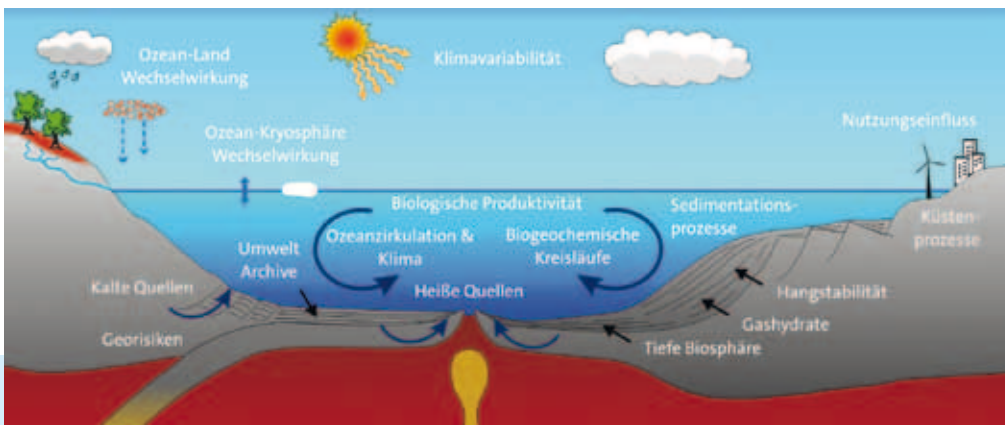 Ozean-Land
Wechselwirkung
Klimavariabilität
Nutzungseinfluss
Ozean-Kryosphäre
Wechselwirkung
Biologische Produktivität
Sedimentations-
prozesse
Küsten-
prozesse
Ozeanzirkulation &
Klima
Biogeochemische
Kreisläufe
Umwelt
Archive
Kalte Quellen
Heiße Quellen
Hangstabilität
Gashydrate
Georisiken
Tiefe Biosphäre